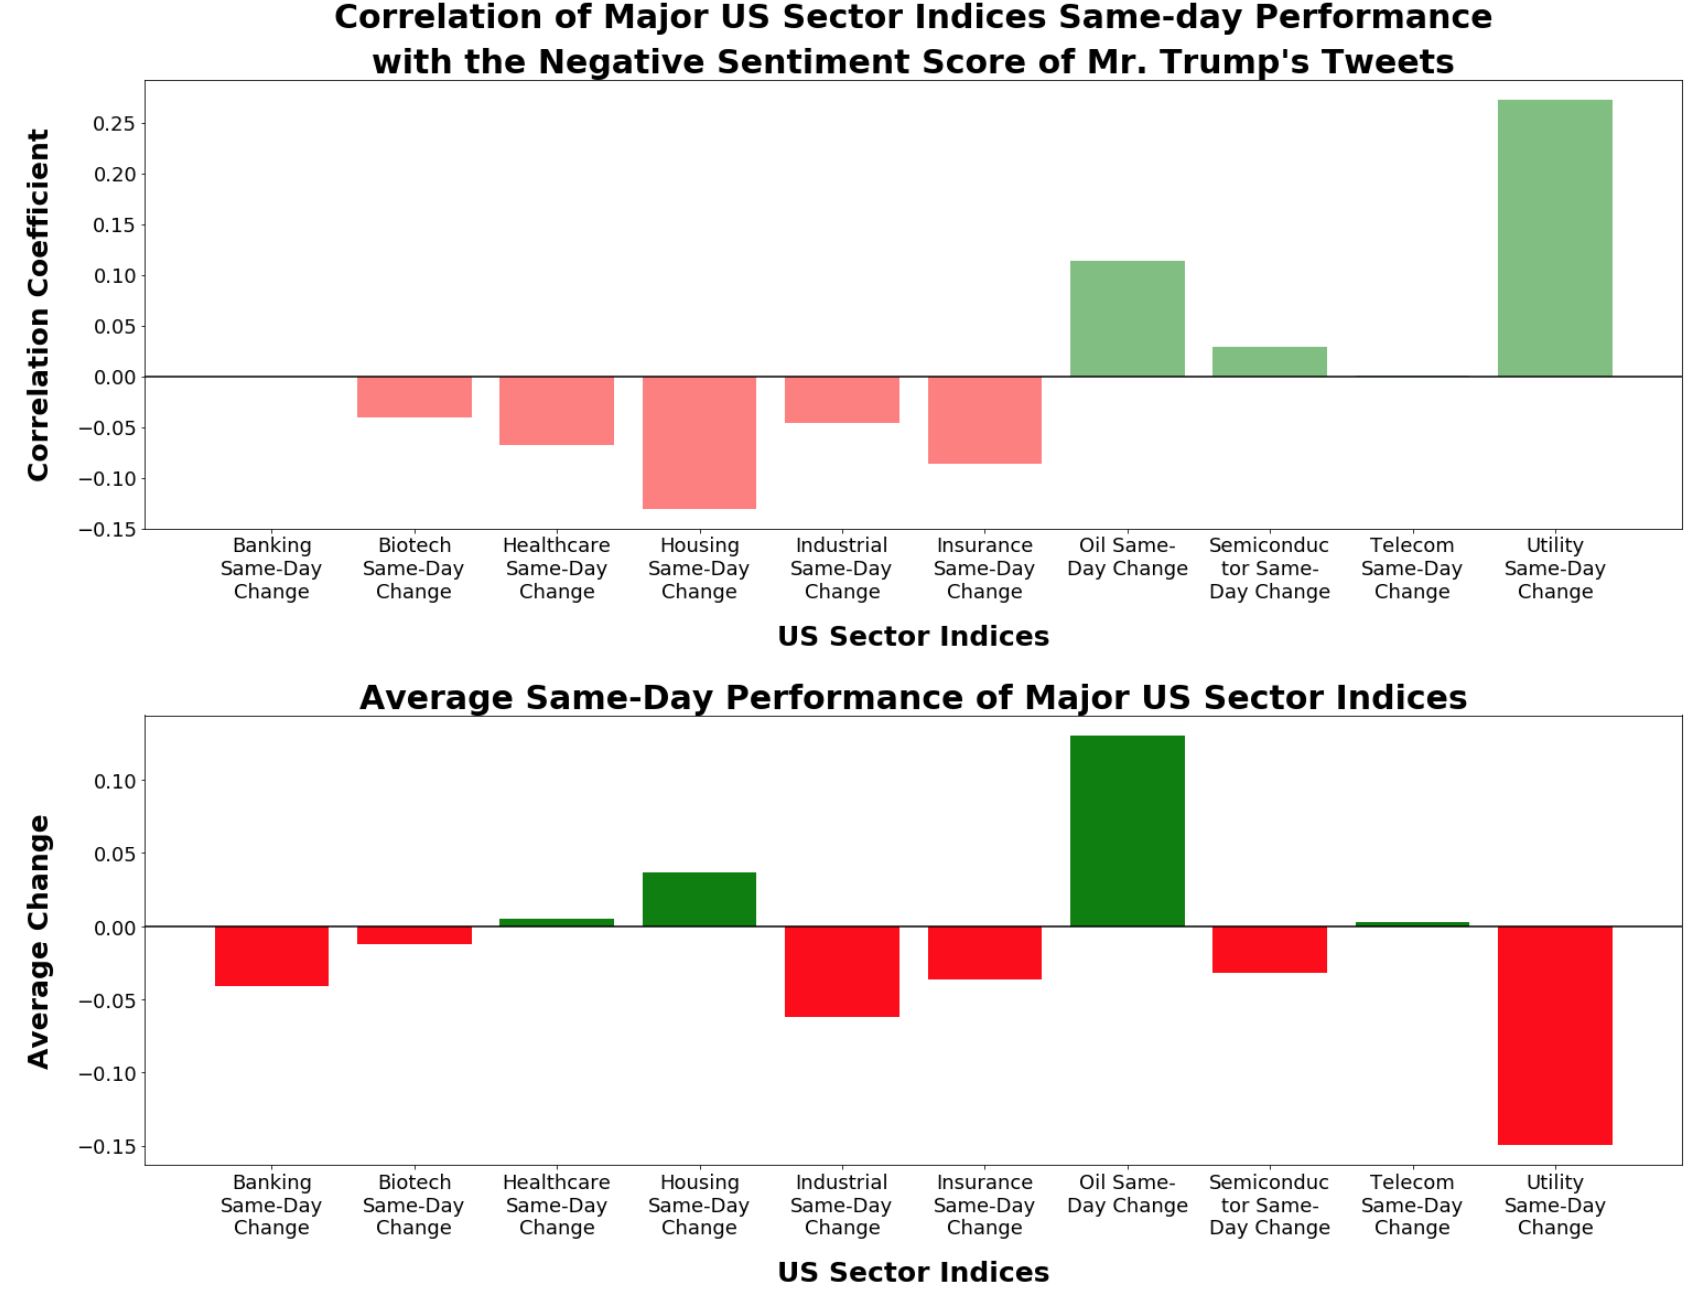 Correlation of Major US Sector Indices Same-day Performance
with the Negative Sentiment Score of Mr. Trump's Tweets
Correlation Coefficient
0.25
0.20
0.15
0.10
0.05
0.00
−0.05
−0.10
−0.15
Banking
Same-Day
Change
Biotech
Same-Day
Change
Healthcare
Same-Day
Change
Housing
Same-Day
Change
Industrial
Same-Day
Change
Insurance
Same-Day
Change
Oil Same-
Day Change
Semiconduc
tor Same-
Day Change
Telecom
Same-Day
Change
Utility
Same-Day
Change
US Sector Indices
Average Same-Day Performance of Major US Sector Indices
Average Change
0.10
0.05
0.00
−0.05
−0.10
−0.15
Banking
Same-Day
Change
Biotech
Same-Day
Change
Healthcare
Same-Day
Change
Housing
Same-Day
Change
Industrial
Same-Day
Change
Insurance
Same-Day
Change
Oil Same-
Day Change
Semiconduc
tor Same-
Day Change
Telecom
Same-Day
Change
Utility
Same-Day
Change
US Sector Indices